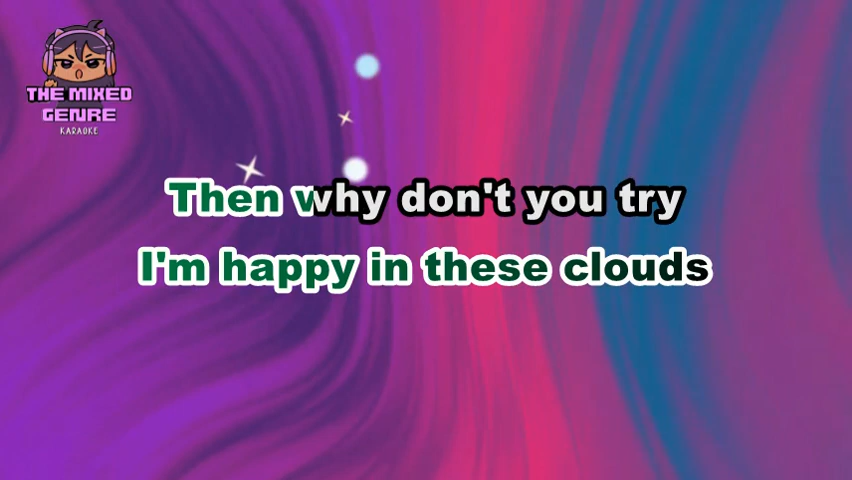 THE MIXED
GENRE
KARAOKE
Then why don't you try
I'm happy in these clouds